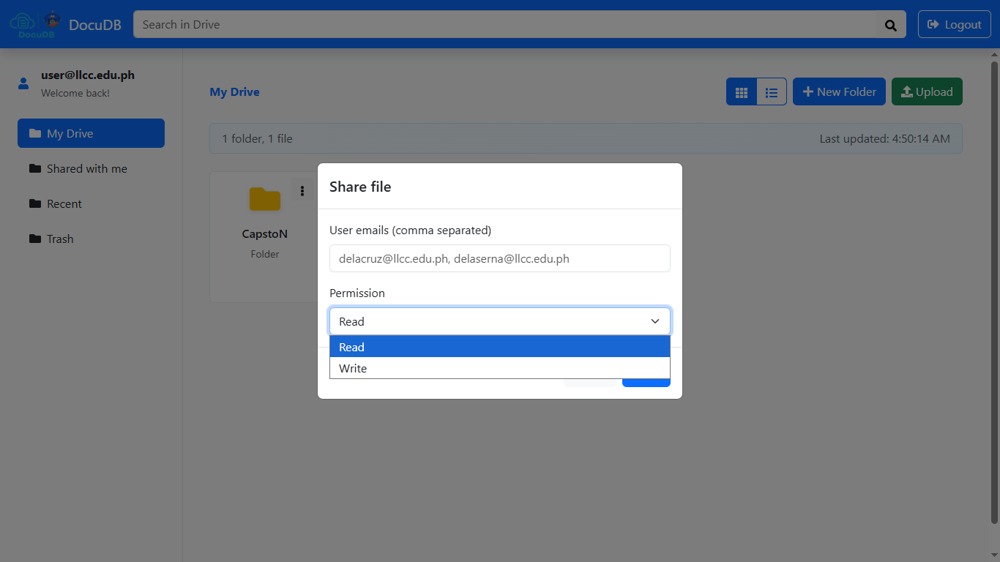 DocuDB
DocuDB
Search in Drive
Logout
user@llcc.edu.ph
Welcome back!
My Drive
Shared with me
Recent
Trash
My Drive
New Folder
Upload
1 folder, 1 file
Last updated: 4:50:14 AM
CapstoN
Folder
Share file
User emails (comma separated)
delacruz@llcc.edu.ph, delaserna@llcc.edu.ph
Permission
Read
Read
Write